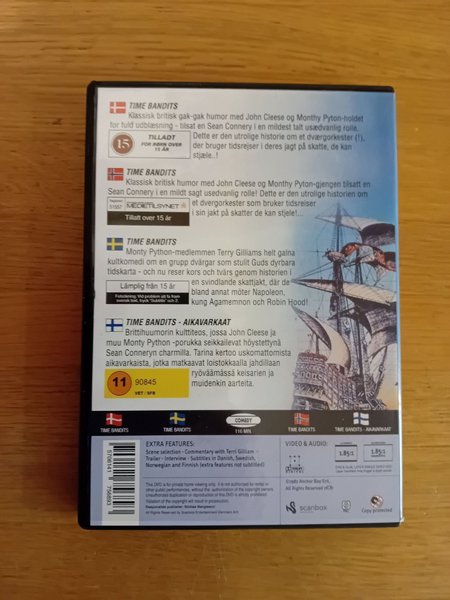 TIME BANDITS
Klassisk britisk gak-gak humor med John Cleese og Monthy Pyton-holdet
for fuld udblæsning - tilsat en Sean Connery i en mildest talt usædvanlig rolle.
15
TILLADT
FOR BØRN OVER
15 ÅR
Dette er den utrolige historie om et dværgorkester (!),
der bruger tidsrejser i deres jagt på skatte, de kan
stjæle..!
TIME BANDITS
Klassisk britisk humor med John Cleese og Monthy Pyton-gjengen tilsatt en
Sean Connery i en mildt sagt usedvanlig rolle! Dette er den utrolige historien om
MEDIETILSYNET
Tillatt over 15 år
et dvergorkester som bruker tidsreiser
i sin jakt på skatter de kan stjele!...
TIME BANDITS
Monty Python-medlemmen Terry Gilliams helt galna
kultkomedi om en grupp dvärgar som stulit Guds dyrbara
tidskarta - och nu reser kors och tvärs genom historien i
Lämplig från 15 år
en svindlande skattjakt, där de
bland annat möter Napoleon,
kung Agamemnon och Robin Hood!
TIME BANDITS - AIKAVARKAAT
Brittihuumorin kulttiteos, jossa John Cleese ja
muu Monty Python -porukka seikkailevat höystettynä
Sean Conneryn charmilla. Tarina kertoo uskomattomista
aikavarkaista, jotka matkaavat loistokkaalla jahdillaan
11
90845
VET / SFB
ryöväämässä keisarien ja
muidenkin aarteita.
TIME BANDITS
TIME BANDITS
COMEDY
110 MIN
TIME BANDITS
TIME BANDITS - AIKAVARKAAT
EXTRA FEATURES:
Scene selection - Commentary with Terri Gilliam -
Trailer - Interview - Subtitles in Danish, Swedish,
Norwegian and Finnish (extra features not subtitled)
VIDEO & AUDIO:
1.85:1
1.85:1
All Rights Reserved
scanbox
Copy protected